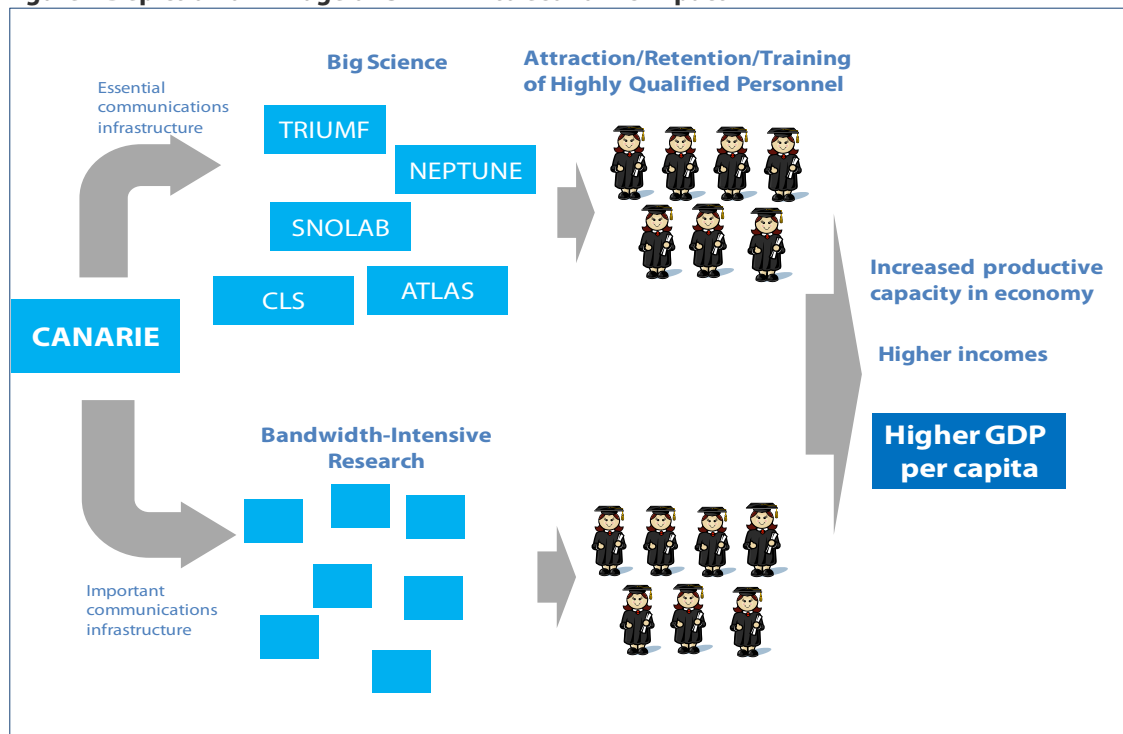 Big Science
Attraction/Retention/Training
of Highly Qualified Personnel
Essential
communications
infrastructure
TRIUMF
NEPTUNE
SNOLAB
CLS
ATLAS
CANARIE
Increased productive
capacity in economy
Higher incomes
Higher GDP
per capita
Bandwidth-Intensive
Research
Important
communications
infrastructure